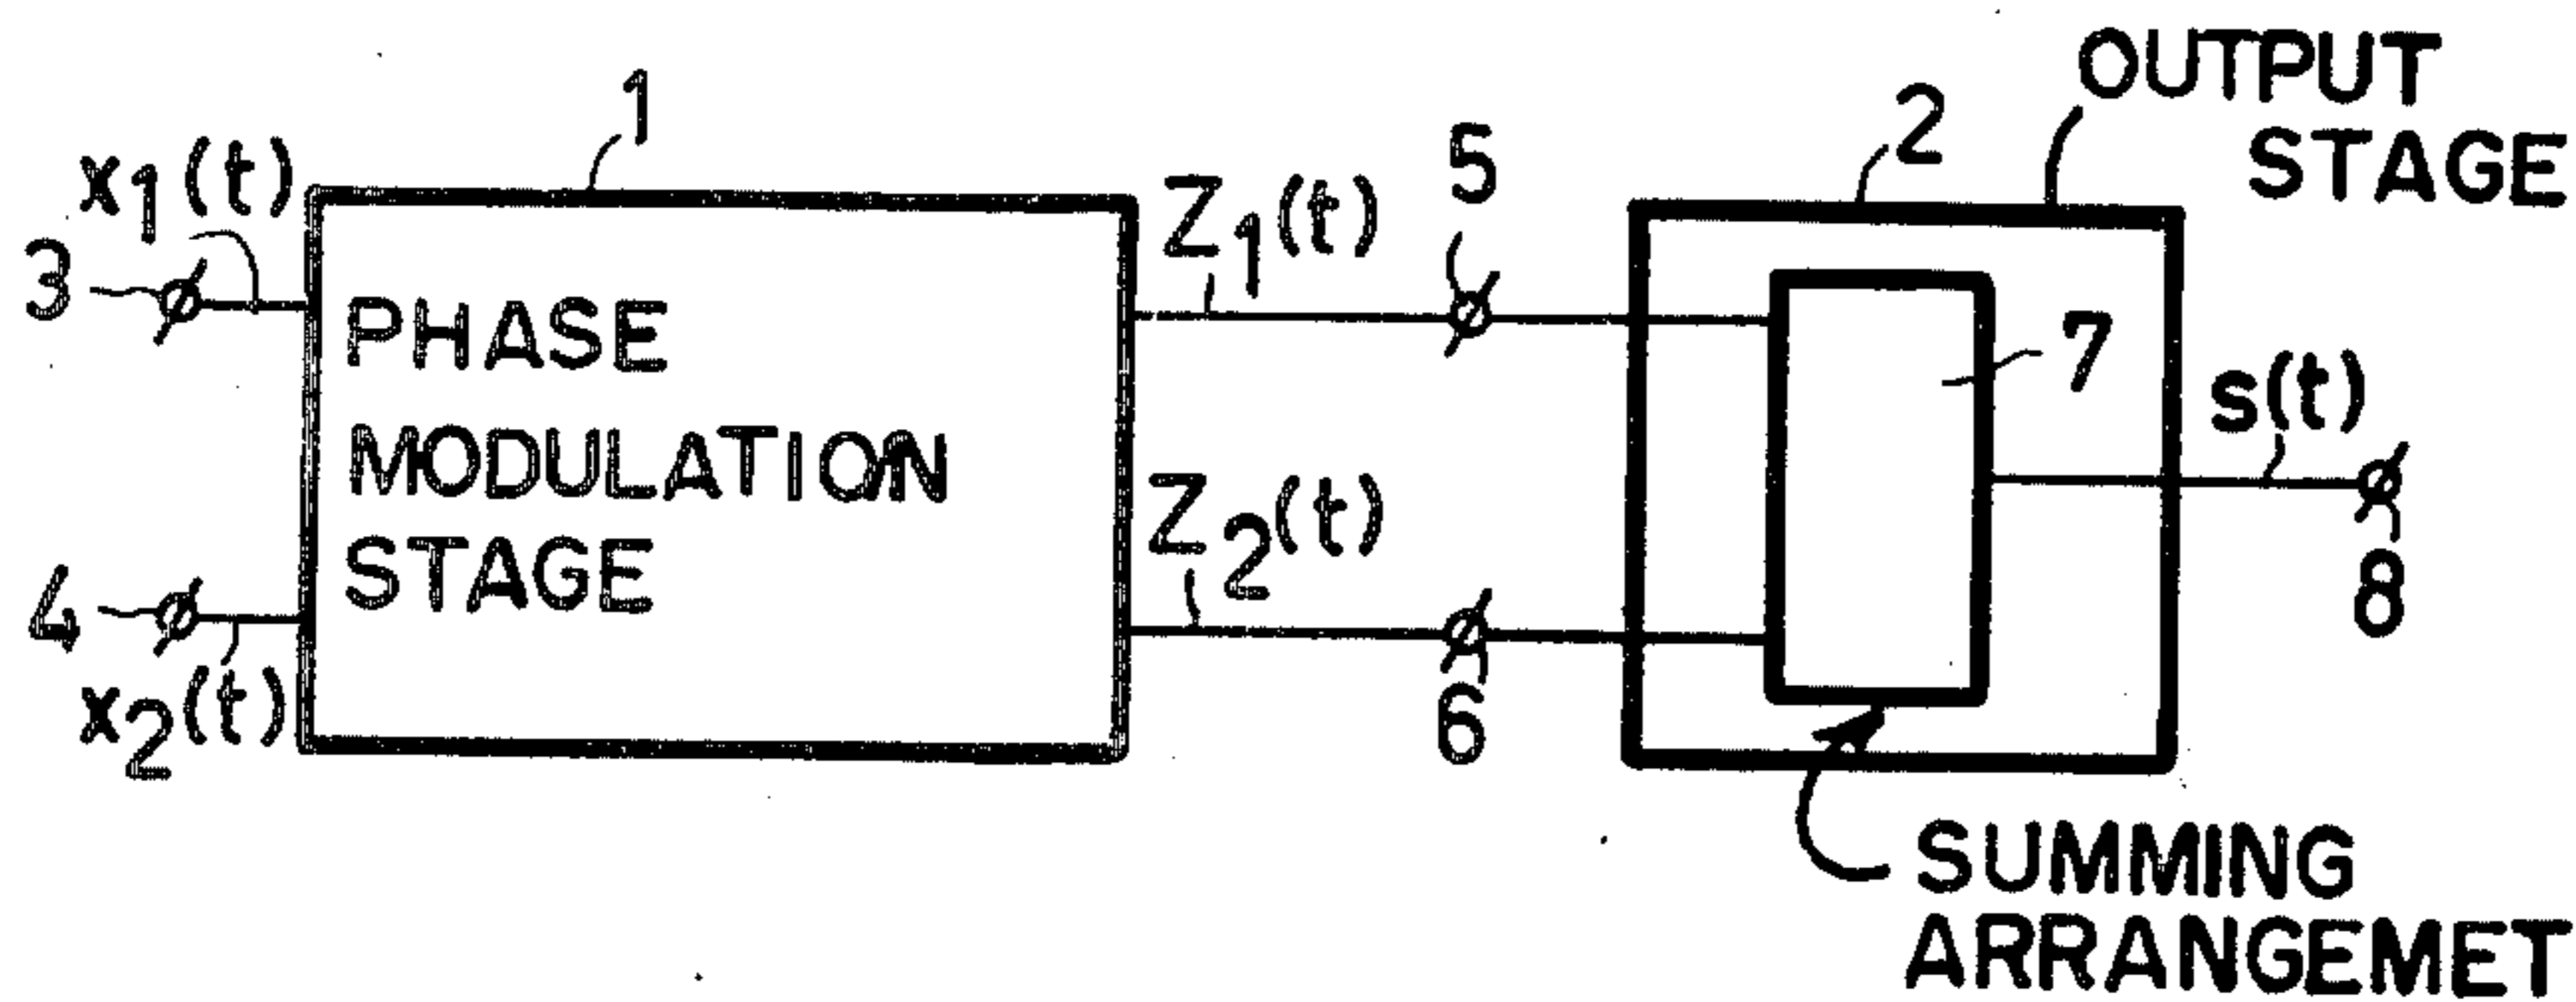 OUTPUT
STAGE
1
2
x1(t)
Z1(t)
5
3
PHASE
MODULATION
STAGE
7
s(t)
4
x2(t)
Z2(t)
6
8
SUMMING
ARRANGEMET